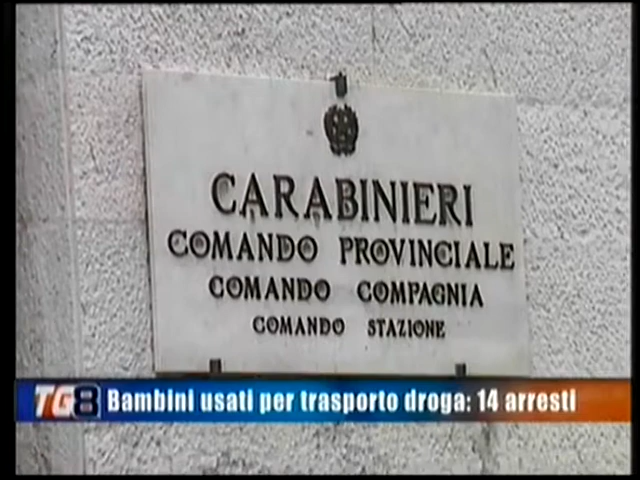 CARABINIERI
COMANDO PROVINCIALE
COMANDO COMPAGNIA
COMANDO STAZIONE
TG8 Bambini usati per trasporto droga: 14 arresti